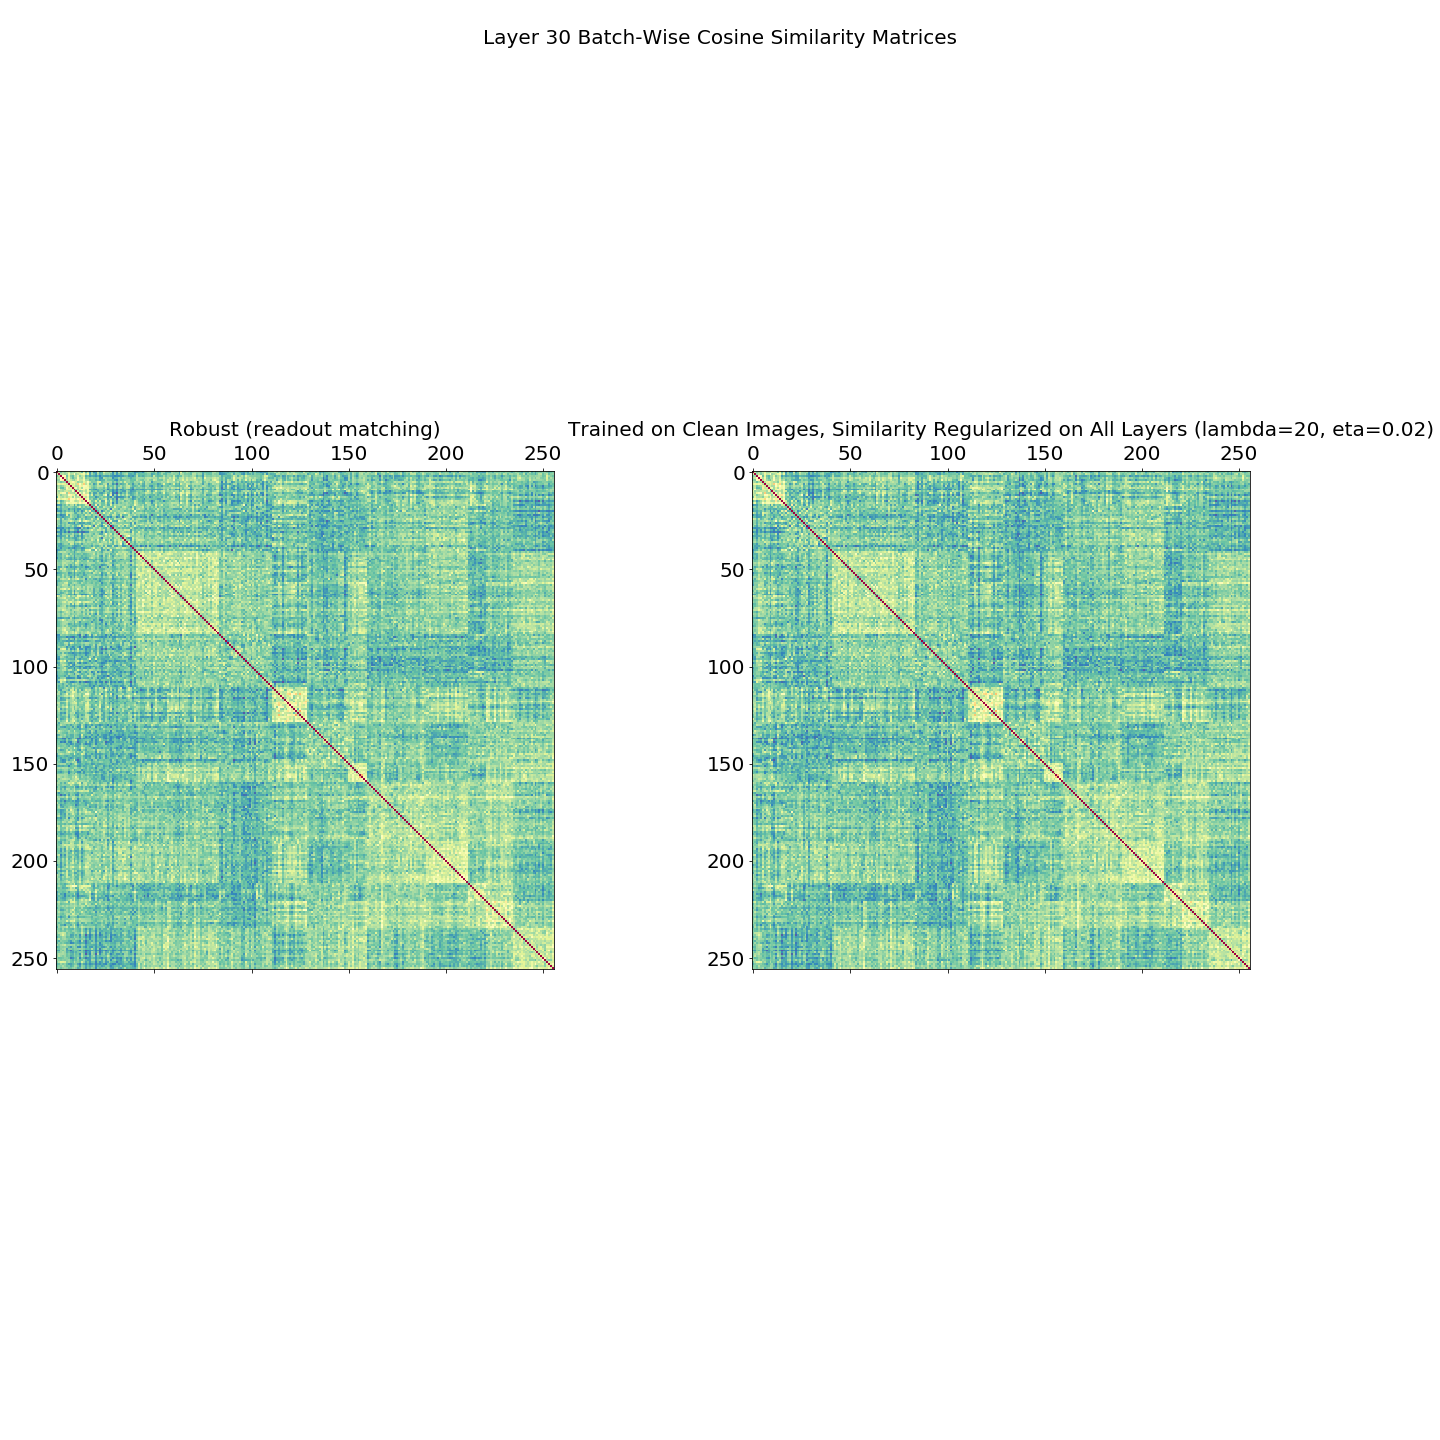 Layer 30 Batch-Wise Cosine Similarity Matrices
Robust (readout matching)
0 50 100 150 200 250
0
50
100
150
200
250
Trained on Clean Images, Similarity Regularized on All Layers (lambda=20, eta=0.02)
0 50 100 150 200 250
0
50
100
150
200
250